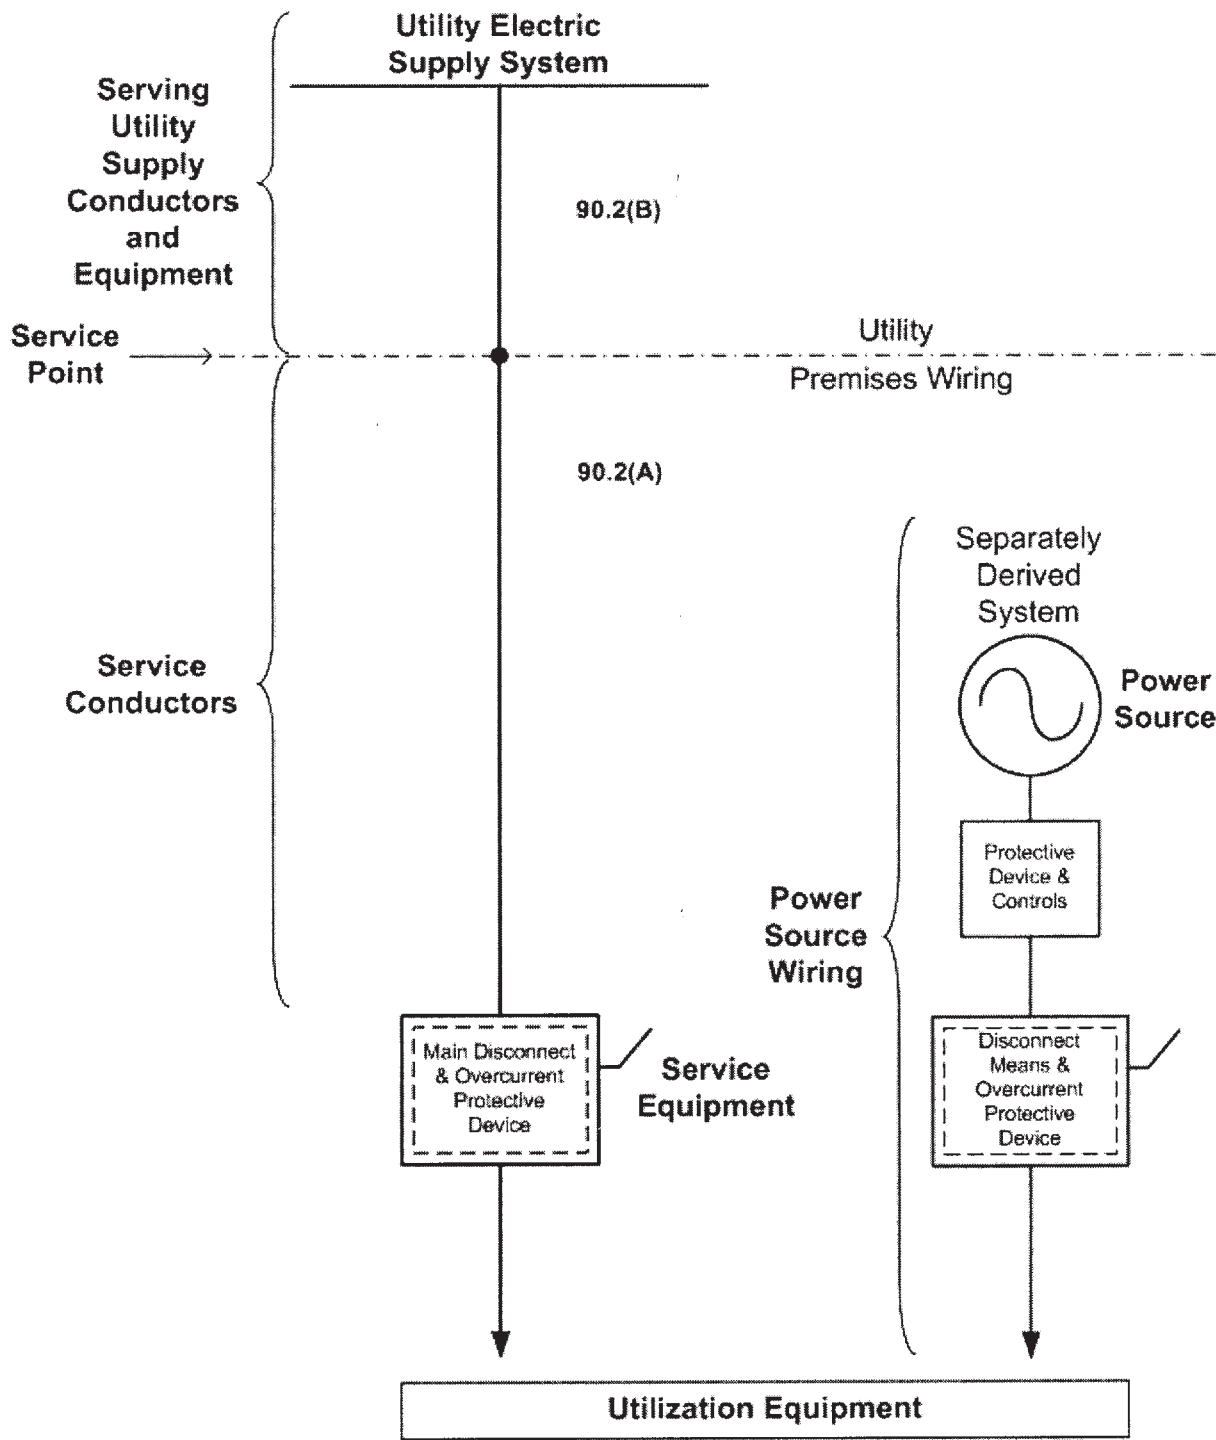 Utility Electric
Supply System
Serving
Utility
Supply
Conductors
and
Equipment
90.2(B)
Service
Point
Utility
Premises Wiring
90.2(A)
Separately
Derived
System
Power
Source
Service
Conductors
Protective
Device &
Controls
Power
Source
Wiring
Main Disconnect
& Overcurrent
Protective
Device
Service
Equipment
Disconnect
Means &
Overcurrent
Protective
Device
Utilization Equipment